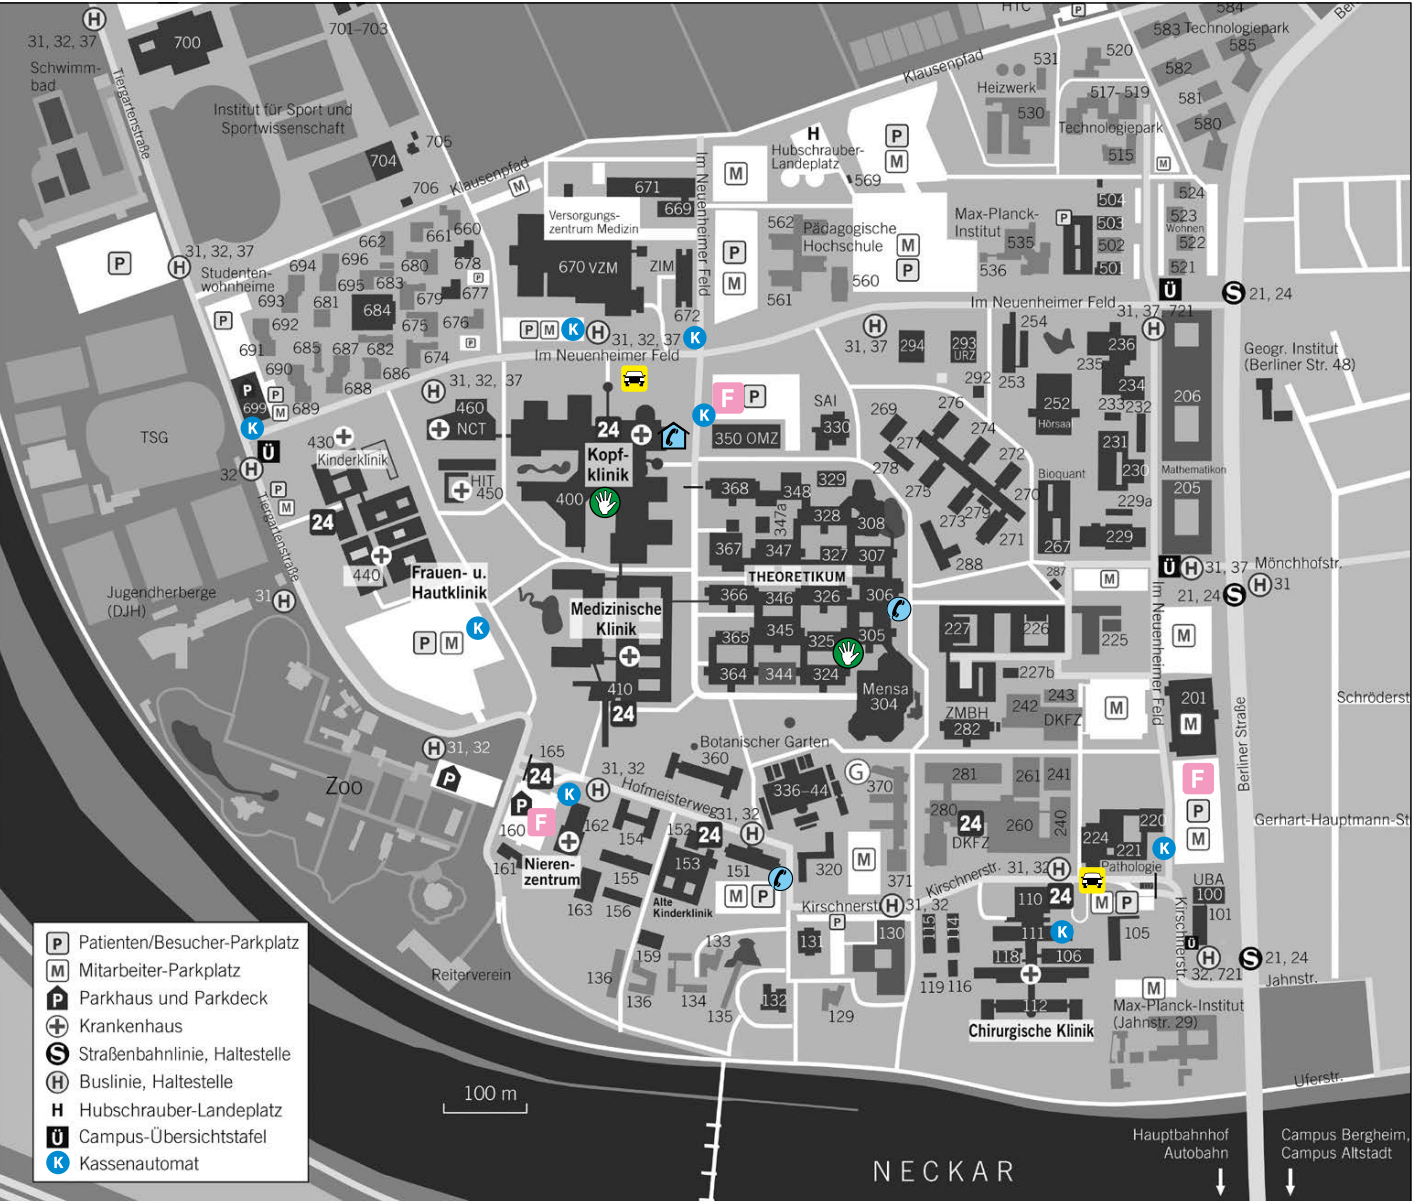 31, 32, 37
Schwimm-
bad
700
701–703
Tiergartenstraße
Institut für Sport und
Sportwissenschaft
704
705
706
Klausenpfad
M
P
31, 32, 37
H
Studenten-
wohnheime
694
696
662
661
660
695
683
680
678
693
681
684
679
677
692
675
676
691
685
687
682
674
690
686
688
689
699
P
M
K
Ü
TSG
32
H
430
Kinderklinik
24
440
Jugendherberge
(DJH)
31
H
Tiergartenstraße
Frauen- u.
Hautklinik
P M
K
31, 32, 37
460
NCT
HIT
450
671
669
Versorgungs-
zentrum Medizin
670 VZM
ZIM
672
P M K H
31, 32, 37
Im Neuenheimer Feld
Im Neuenheimer Feld
24
Kopf-
klinik
400
Medizinische
Klinik
410
24
H
Hubschrauber-
Landeplatz
569
Klausenpfad
562
Pädagogische
Hochschule
561
560
F P
K
350 OMZ
SAI
330
31, 37
294
293
URZ
292
253
254
Im Neuenheimer Feld
31, 37, 721
HTC
531
Heizwerk
530
520
517- 519
Technologiepark
515
583
Technologiepark
584
585
582
581
580
504
503
502
501
Max-Planck-
Institut
535
536
524
523
Wohnen
522
521
Ü
S
21, 24
Geogr. Institut
(Berliner Str. 48)
236
235
234
252
Hörsaal
233
232
231
230
229a
229
206
Mathematikon
205
Bioquant
267
287
269
276
277
274
278
272
275
270
273
279
271
288
368
348
329
347a
328
308
367
347
327
307
THEORETIKUM
366
346
326
306
365
345
325
305
364
344
324
Mensa
304
227
226
225
227b
243
242
DKFZ
ZMBH
282
Ü H
31, 37
Mönchhofstr.
21, 24
S
H
31
Im Neuenheimer Feld
201
M
Berliner Straße
Schröderst
Gerhart-Hauptmann-St
F
P
M
Zoo
31, 32
P
165
24
160
F
K
162
161
Nieren-
zentrum
31, 32
Hofmeisterweg
Botanischer Garten
360
154
152
24
153
151
155
163
156
Alte
Kinderklinik
M P
31, 32
159
136
136
133
134
135
132
129
131
130
336–44
G
370
320
371
Kirschnerstr.
31, 32
281
261
241
280
24
260
240
DKFZ
224
220
221
Pathologie
K
Kirschnerstr.
31, 32
110
24
111
K
115
114
118
106
119
116
112
105
Chirurgische Klinik
UBA
100
101
Kirschnerstr.
Ü
H
32, 721
S
21, 24
Jahnstr.
Max-Planck-Institut
(Jahnstr. 29)
Uferstr.
Reiterverein
P Patienten/Besucher-Parkplatz
M Mitarbeiter-Parkplatz
P Parkhaus und Parkdeck
Krankenhaus
S Straßenbahnlinie, Haltestelle
H Buslinie, Haltestelle
H Hubschrauber-Landeplatz
Ü Campus-Übersichtstafel
K Kassenautomat
100 m
NECKAR
Hauptbahnhof
Autobahn
Campus Bergheim,
Campus Altstadt